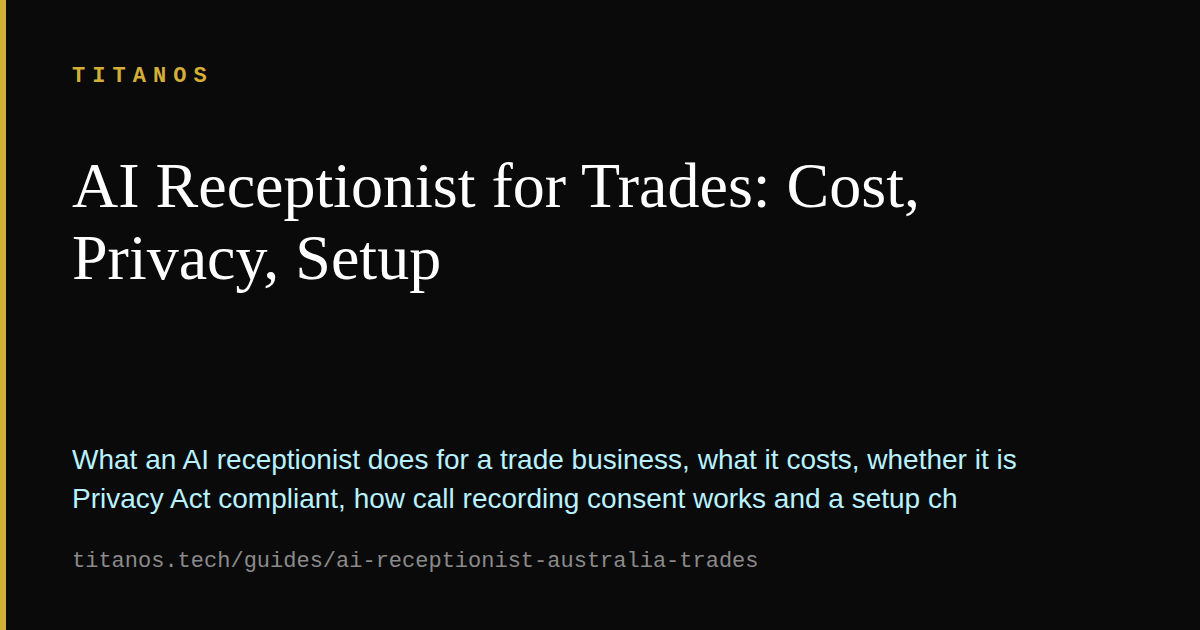 TITANOS
AI Receptionist for Trades: Cost,
Privacy, Setup
What an AI receptionist does for a trade business, what it costs, whether it is
Privacy Act compliant, how call recording consent works and a setup ch
titanos.tech/guides/ai-receptionist-australia-trades